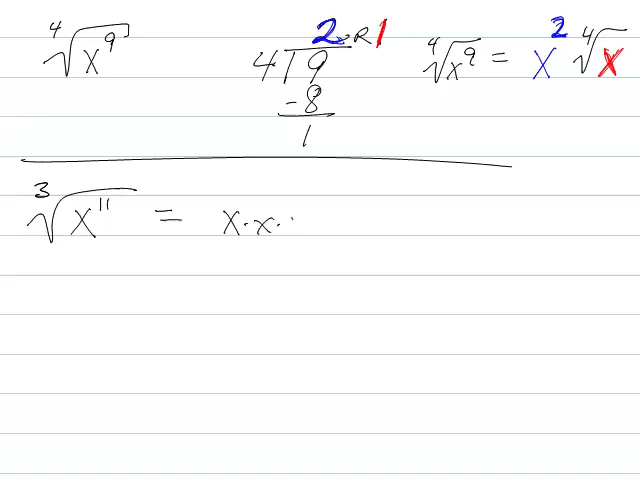 ⁴√x⁹    4)9 = 2 R 1    ⁴√x⁹ = x² ⁴√x
-8
1
³√x¹¹ = x·x·.